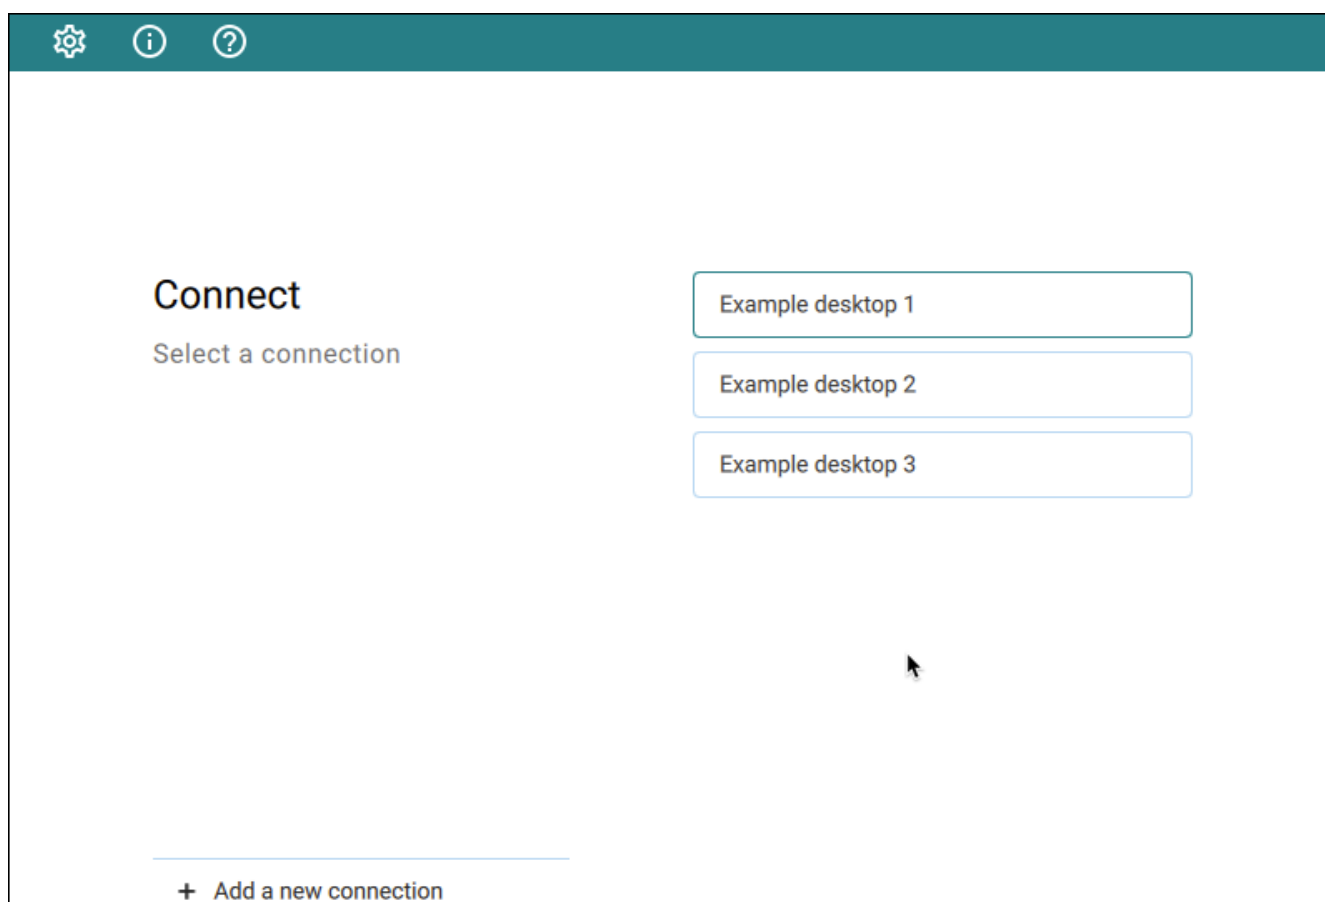 Connect
Select a connection
Example desktop 1
Example desktop 2
Example desktop 3
+ Add a new connection